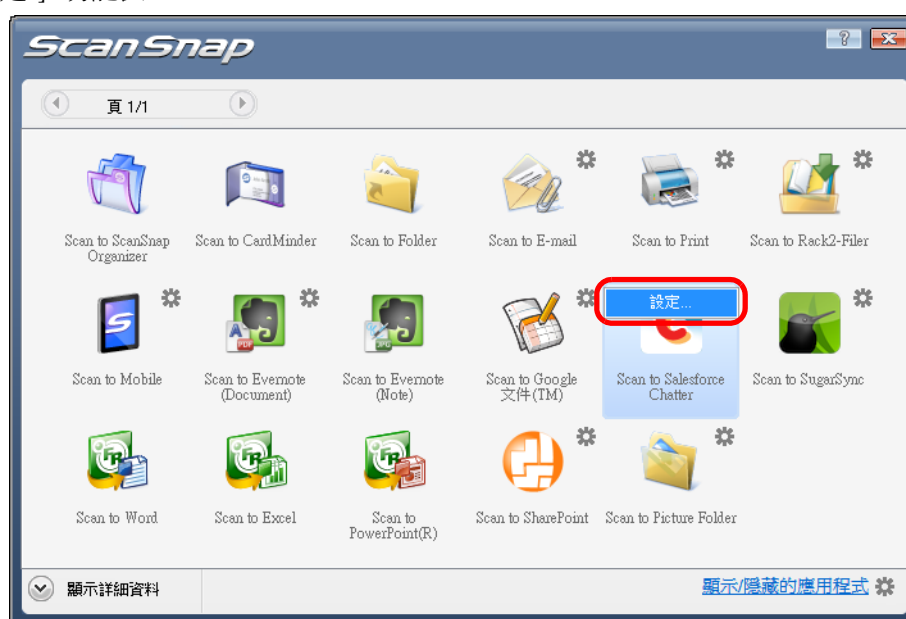 ScanSnap
頁 1/1
Scan to ScanSnap
Organizer
Scan to CardMinder
Scan to Folder
Scan to E-mail
Scan to Print
Scan to Rack2-Filer
設定...
Scan to Mobile
Scan to Evernote
(Document)
Scan to Evernote
(Note)
Scan to Google
文件(TM)
Scan to Salesforce
Chatter
Scan to SugarSync
Scan to Word
Scan to Excel
Scan to
PowerPoint(R)
Scan to SharePoint
Scan to Picture Folder
顯示詳細資料
顯示/隱藏的應用程式